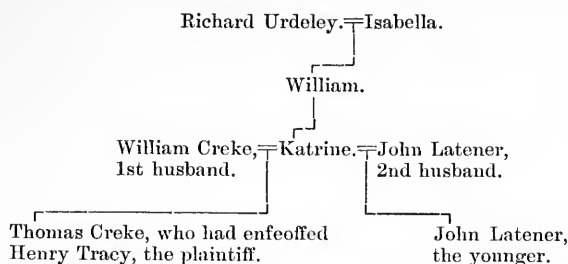 Richard Urdeley.=Isabella.
William.
William Creke,=Katrine.=John Latener,
1st husband. 2nd husband.
Thomas Creke, who had enfeoffed John Latener,
Henry Tracy, the plaintiff. the younger.